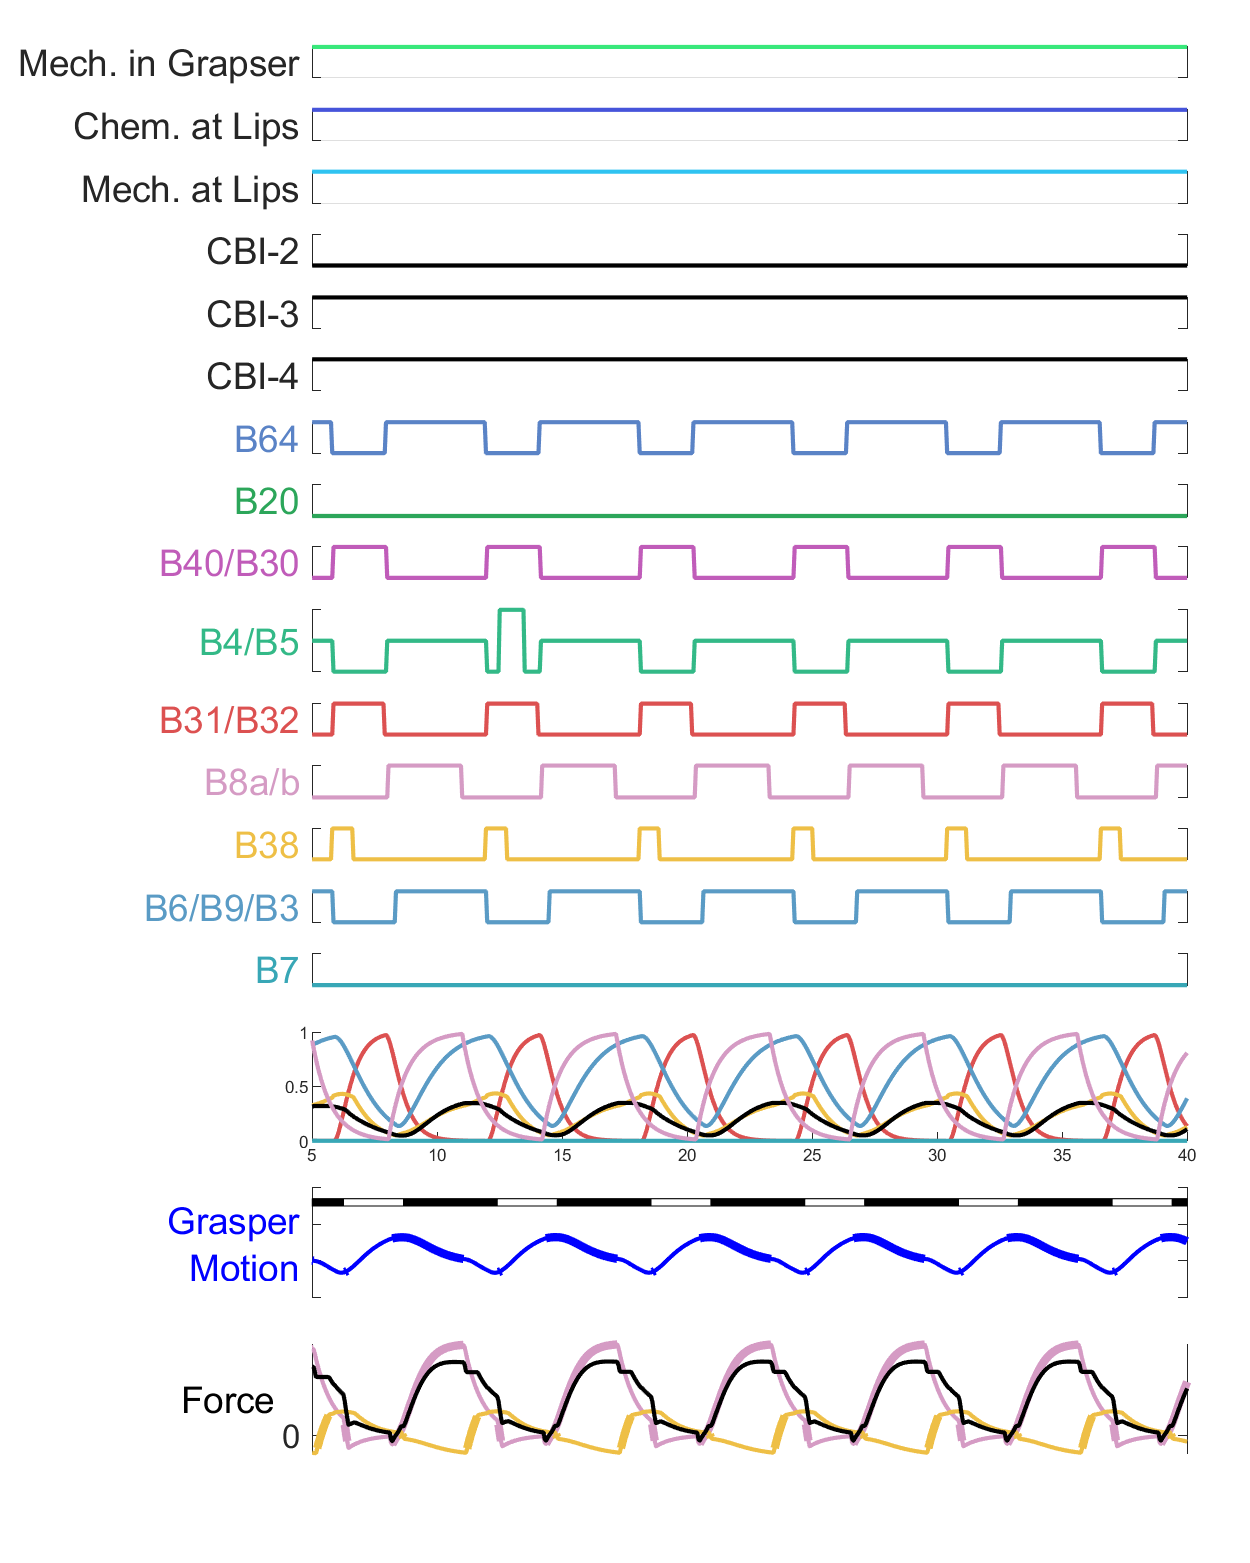 Mech. in Grapser
Chem. at Lips
Mech. at Lips
CBI-2
CBI-3
CBI-4
B64
B20
B40/B30
B4/B5
B31/B32
B8a/b
B38
B6/B9/B3
B7
1
0.5
0
5 10 15 20 25 30 35 40
Grasper
Motion
Force
0